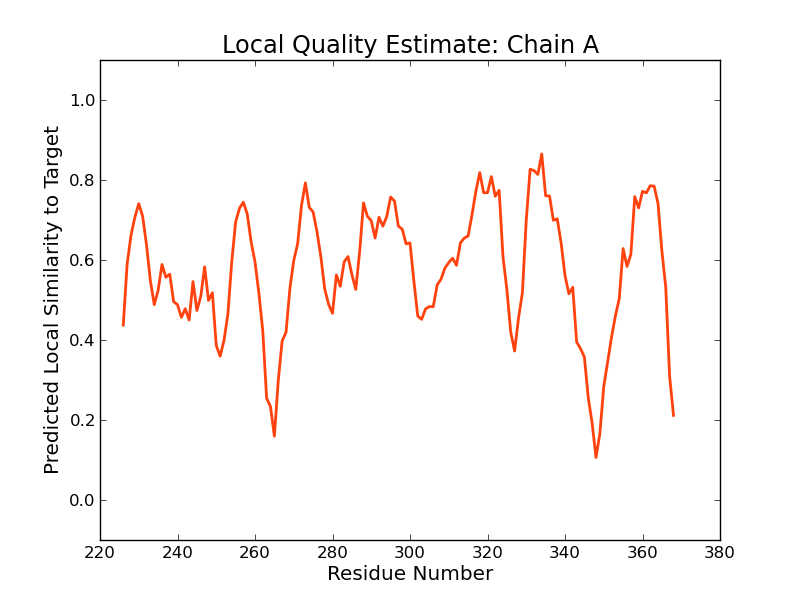 Local Quality Estimate: Chain A
Predicted Local Similarity to Target
1.0
0.8
0.6
0.4
0.2
0.0
220 240 260 280 300 320 340 360 380
Residue Number